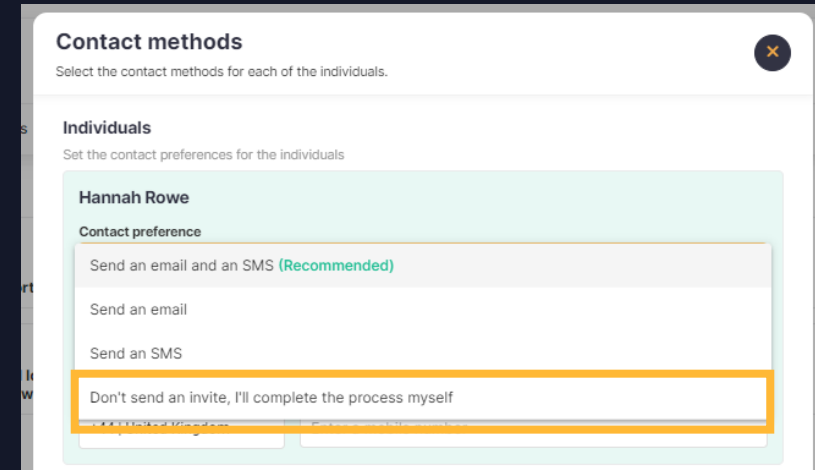 Contact methods
Select the contact methods for each of the individuals.
Individuals
Set the contact preferences for the individuals
Hannah Rowe
Contact preference
Send an email and an SMS (Recommended)
Send an email
Send an SMS
Don't send an invite, I'll complete the process myself